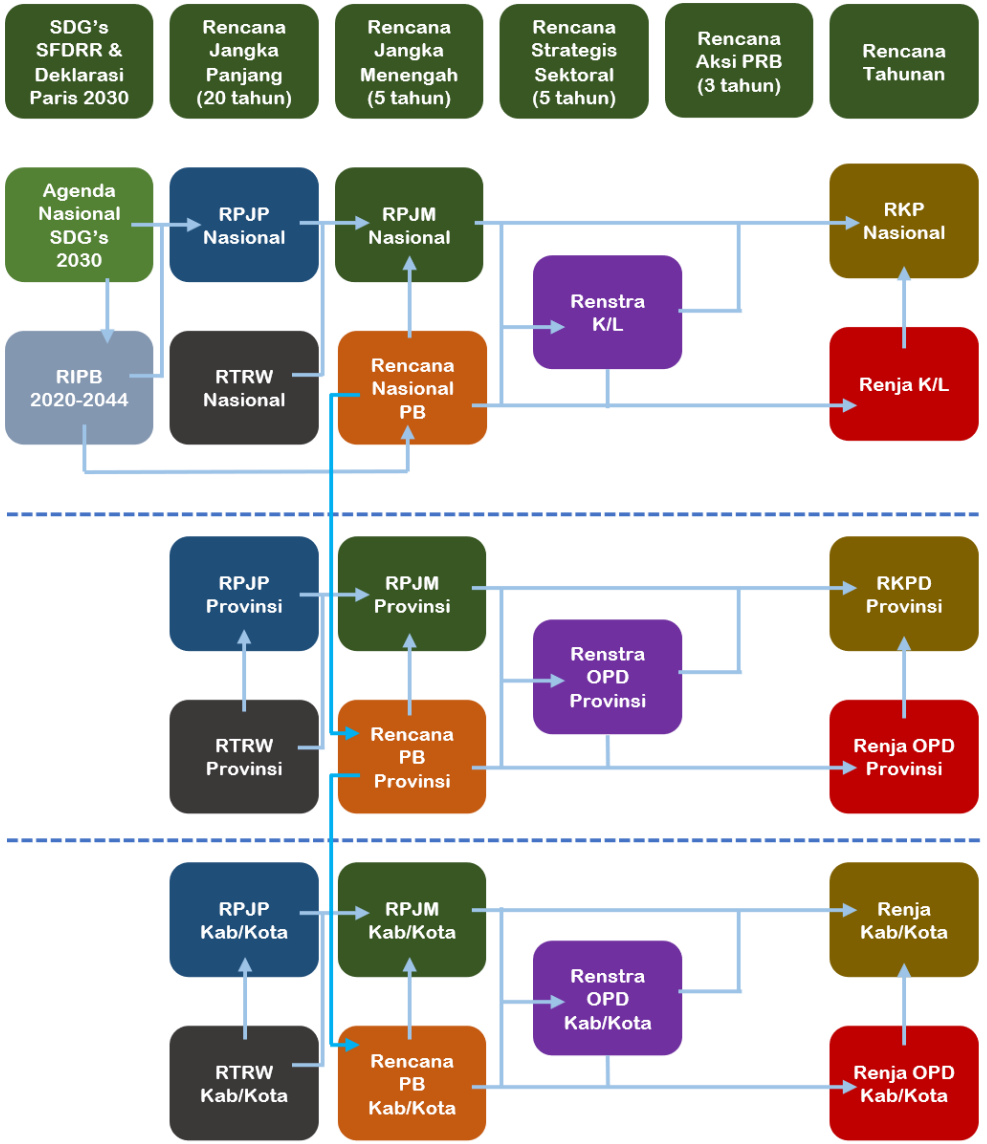 SDG's
SFDRR &
Deklarasi
Paris 2030
Rencana
Jangka
Panjang
(20 tahun)
Rencana
Jangka
Menengah
(5 tahun)
Rencana
Strategis
Sektoral
(5 tahun)
Rencana
Aksi PRB
(3 tahun)
Rencana
Tahunan
Agenda
Nasional
SDG's
2030
RPJP
Nasional
RPJM
Nasional
RKP
Nasional
Renstra
K/L
RIPB
2020-2044
RTRW
Nasional
Rencana
Nasional
PB
Renja K/L
RPJP
Provinsi
RPJM
Provinsi
RKPD
Provinsi
Renstra
OPD
Provinsi
RTRW
Provinsi
Rencana
PB
Provinsi
Renja OPD
Provinsi
RPJP
Kab/Kota
RPJM
Kab/Kota
Renja
Kab/Kota
Renstra
OPD
Kab/Kota
RTRW
Kab/Kota
Rencana
PB
Kab/Kota
Renja OPD
Kab/Kota